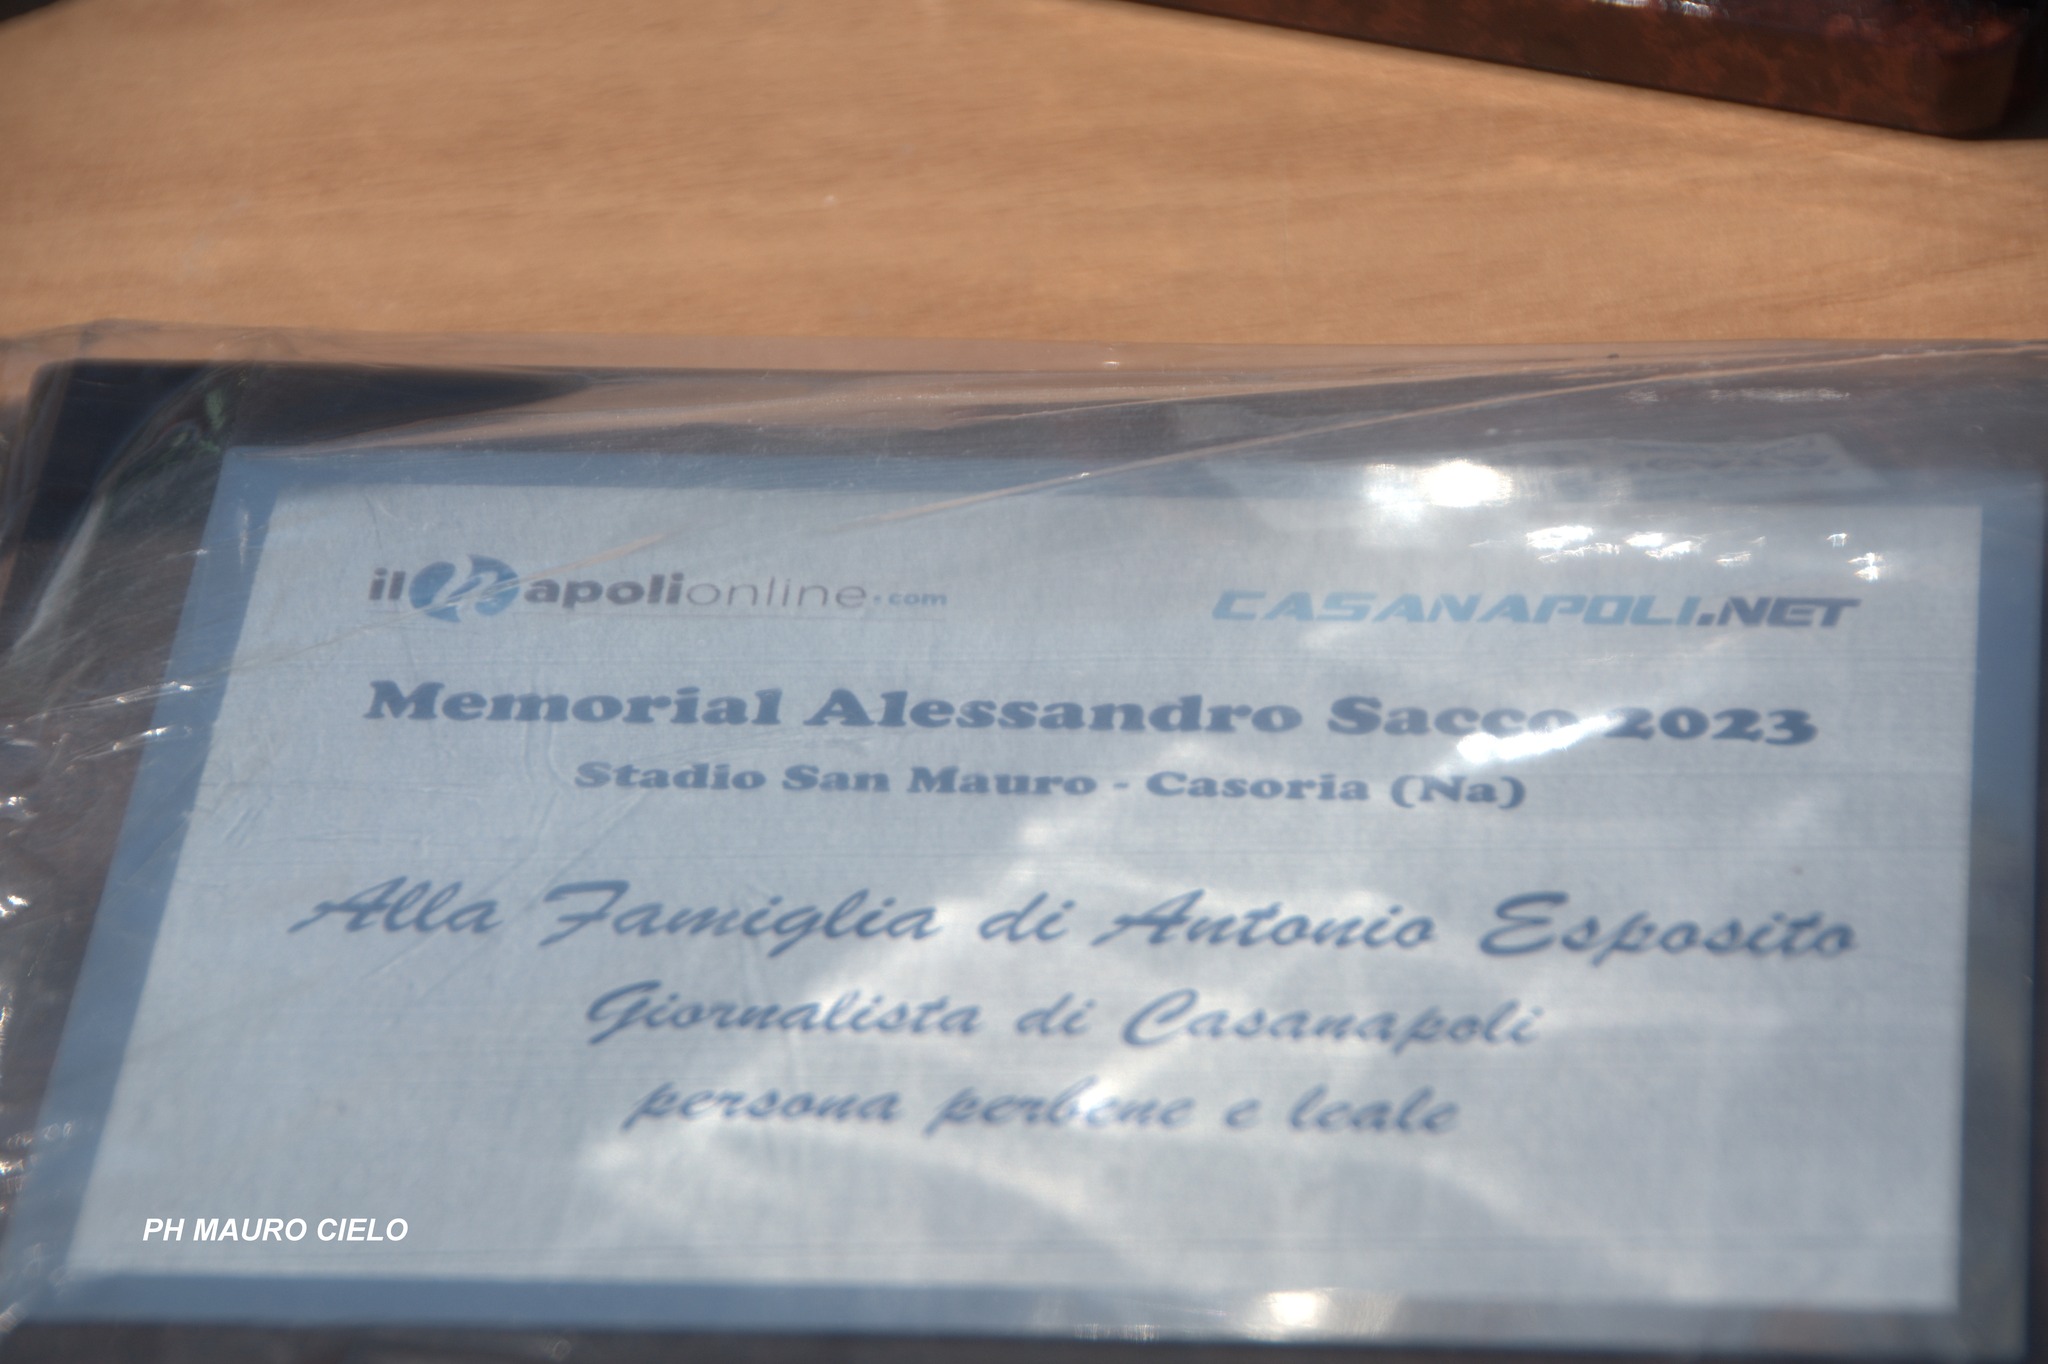 ilnapolionline.com
CASANAPOLI.NET
Memorial Alessandro Sacco 2023
Stadio San Mauro - Casoria (Na)
Alla Famiglia di Antonio Esposito
Giornalista di Casanapoli
persona perbene e leale
PH MAURO CIELO